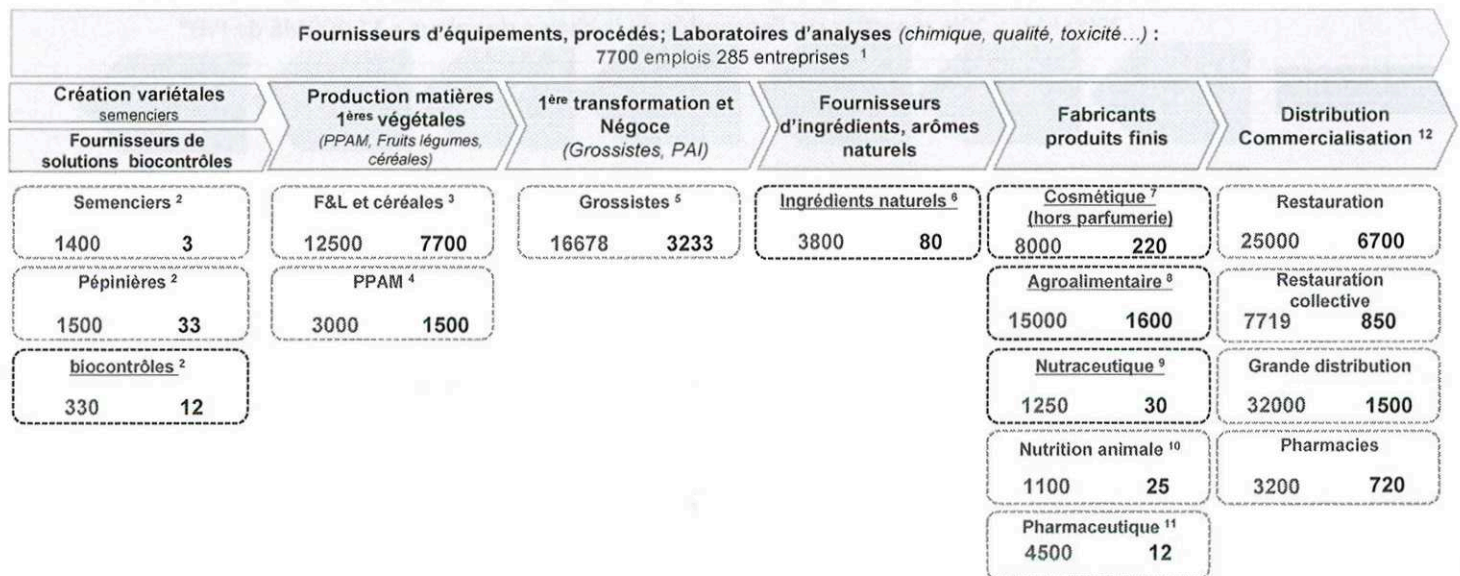 Fournisseurs d'équipements, procédés; Laboratoires d'analyses (chimique, qualité, toxicité…) :
7700 emplois 285 entreprises ¹
Création variétales
semenciers
Fournisseurs de
solutions biocontrôles
Production matières
1ères végétales
(PPAM, Fruits légumes,
céréales)
1ère transformation et
Négoce
(Grossistes, PAI)
Fournisseurs
d'ingrédients, arômes
naturels
Fabricants
produits finis
Distribution
Commercialisation ¹²
Semenciers ²
1400 3
Pépinières ²
1500 33
biocontrôles ²
330 12
F&L et céréales ³
12500 7700
PPAM ⁴
3000 1500
Grossistes ⁵
16678 3233
Ingrédients naturels ⁶
3800 80
Cosmétique ⁷
(hors parfumerie)
8000 220
Agroalimentaire ⁸
15000 1600
Nutraceutique ⁹
1250 30
Nutrition animale ¹⁰
1100 25
Pharmaceutique ¹¹
4500 12
Restauration
25000 6700
Restauration
collective
7719 850
Grande distribution
32000 1500
Pharmacies
3200 720